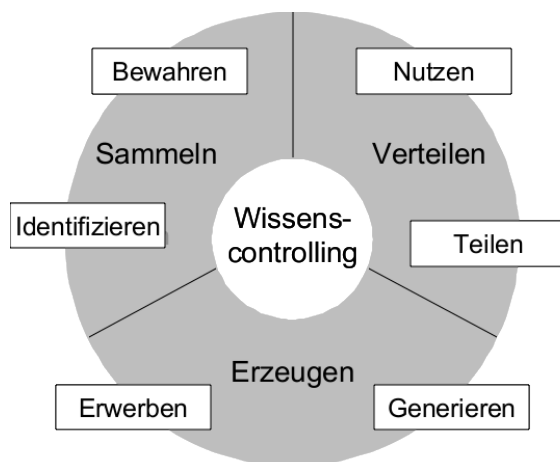 Bewahren
Nutzen
Sammeln
Verteilen
Identifizieren
Wissens-
controlling
Teilen
Erzeugen
Erwerben
Generieren